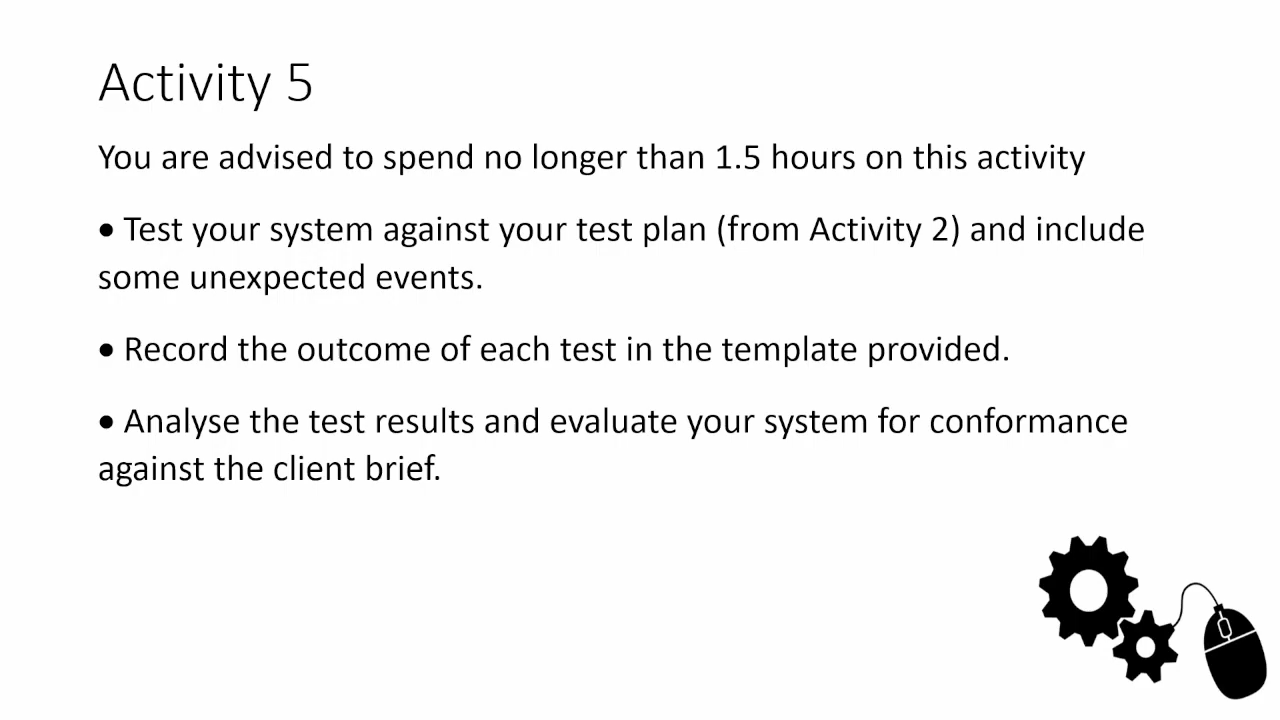 Activity 5
You are advised to spend no longer than 1.5 hours on this activity
• Test your system against your test plan (from Activity 2) and include
some unexpected events.
• Record the outcome of each test in the template provided.
• Analyse the test results and evaluate your system for conformance
against the client brief.